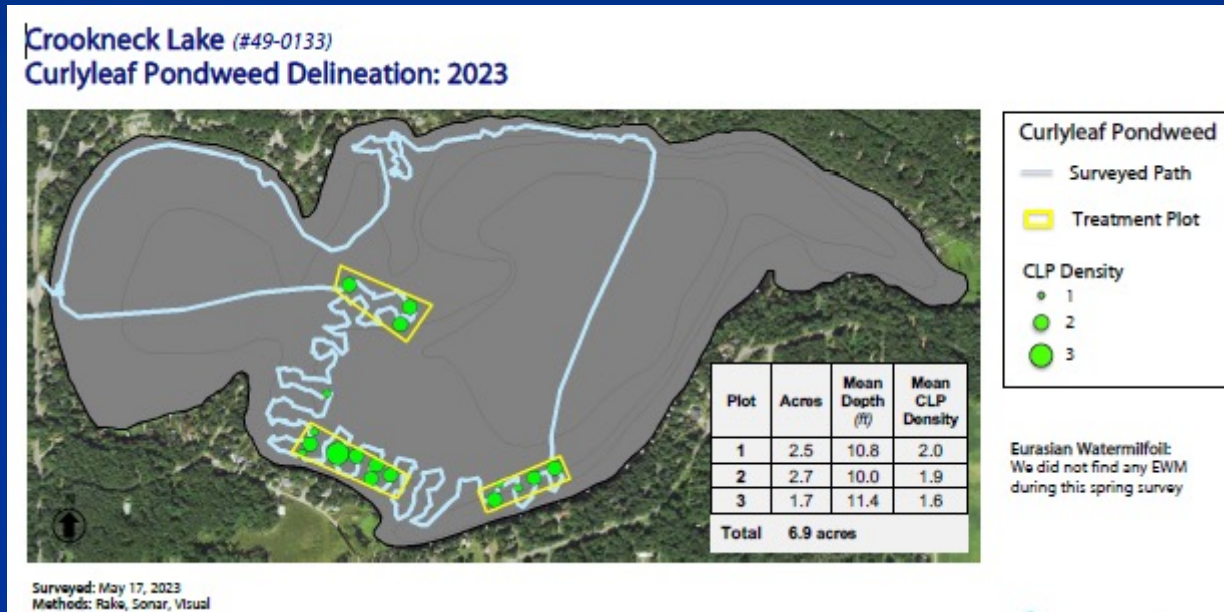 Crookneck Lake (#49-0133)
Curlyleaf Pondweed Delineation: 2023
Curlyleaf Pondweed
Surveyed Path
Treatment Plot
CLP Density
1
2
3
Plot Acres Mean Depth (ft) Mean CLP Density
1 2.5 10.8 2.0
2 2.7 10.0 1.9
3 1.7 11.4 1.6
Total 6.9 acres
Eurasian Watermilfoil:
We did not find any EWM
during this spring survey
Surveyed: May 17, 2023
Methods: Rake, Sonar, Visual